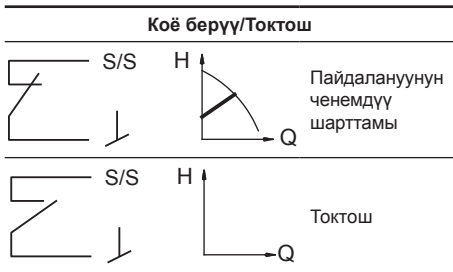 Коё берүү/Токтош
S/S
H
Q
Пайдалануунун
ченемдүү
шарттамы
S/S
H
Q
Токтош